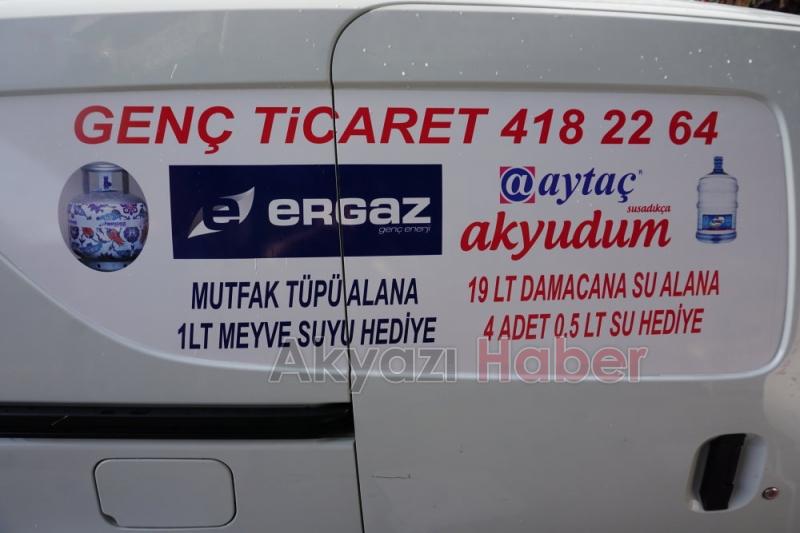 GENÇ TiCARET 418 22 64
e erGaz
genç enerji
@aytaç
susadıkça
akyudum
MUTFAK TÜPÜ ALANA
1LT MEYVE SUYU HEDİYE
19 LT DAMACANA SU ALANA
4 ADET 0.5 LT SU HEDİYE
Akyazı Haber